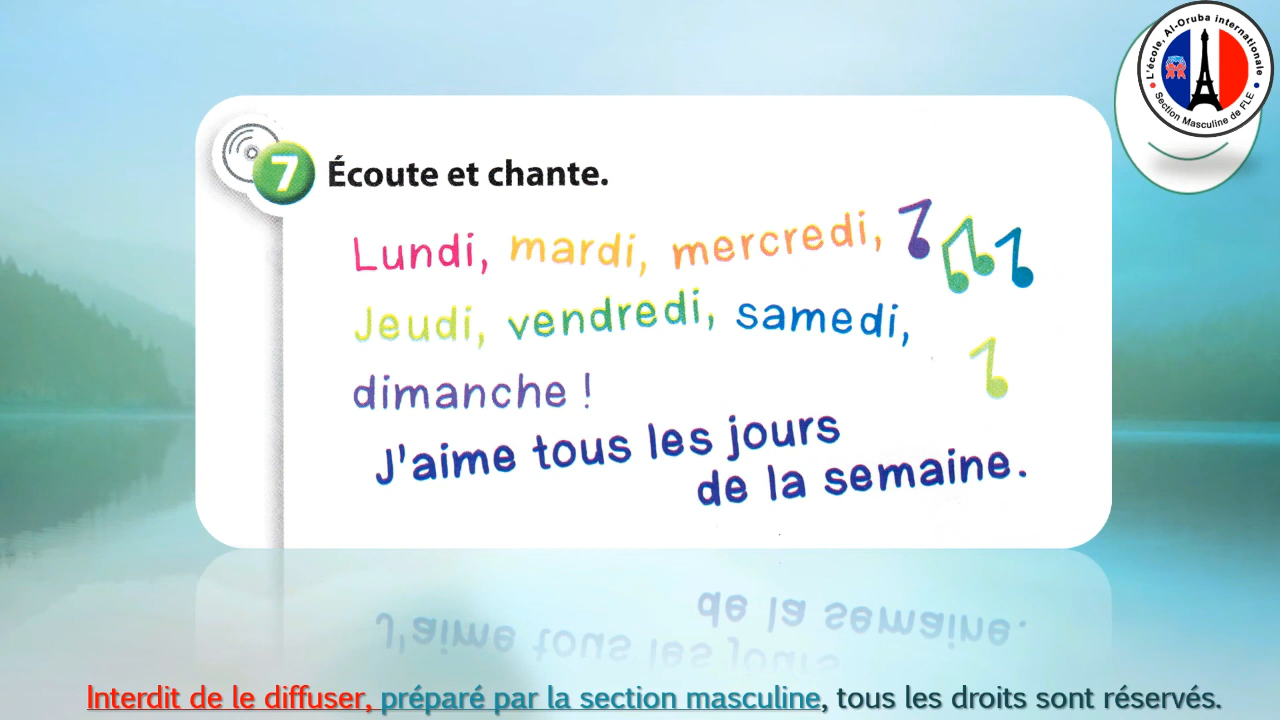 L'école, Al-Oruba internationale
Section Masculine de FLE
7 Écoute et chante.
Lundi, mardi, mercredi,
Jeudi, vendredi, samedi,
dimanche !
J'aime tous les jours
de la semaine.
Interdit de le diffuser, préparé par la section masculine, tous les droits sont réservés.